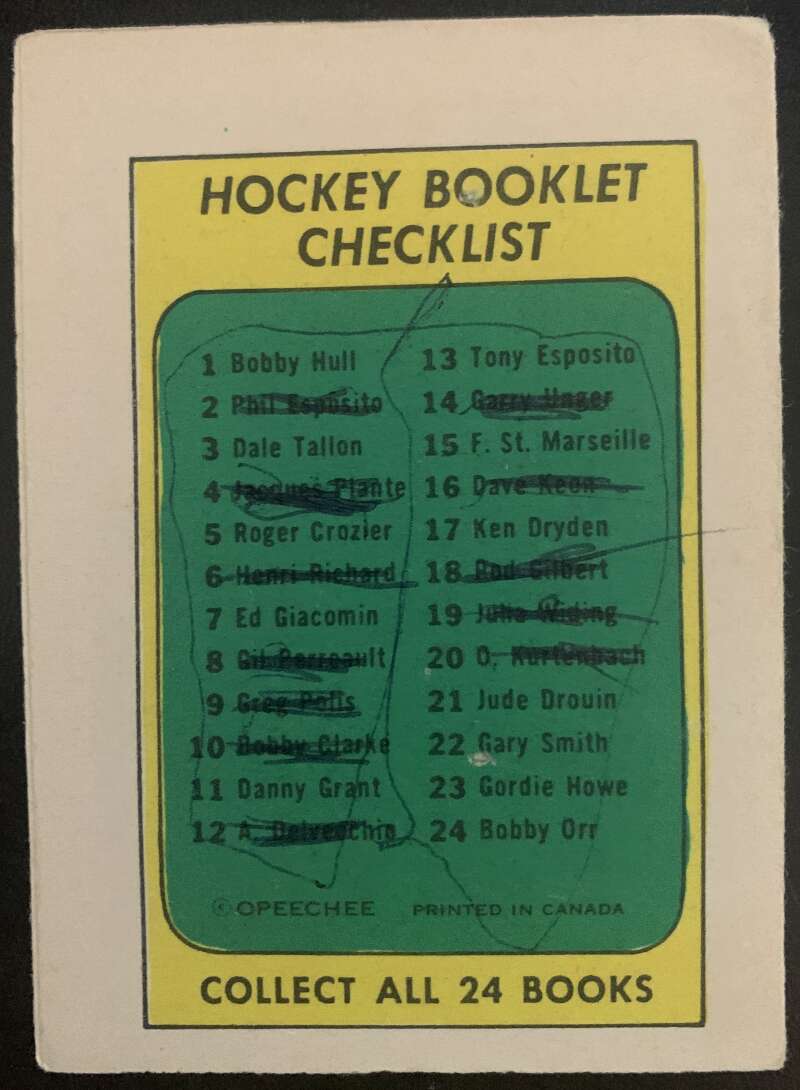 HOCKEY BOOKLET
CHECKLIST
1 Bobby Hull
2 Phil Esposito
3 Dale Tallon
4 Jacques Plante
5 Roger Crozier
6 Henri Richard
7 Ed Giacomin
8 Gil Perreault
9 Greg Polis
10 Bobby Clarke
11 Danny Grant
12 A. Delvecchio
13 Tony Esposito
14 Garry Unger
15 F. St. Marseille
16 Dave Keon
17 Ken Dryden
18 Rod Gilbert
19 Juha Widing
20 O. Kurtenbach
21 Jude Drouin
22 Gary Smith
23 Gordie Howe
24 Bobby Orr
© OPEECHEE PRINTED IN CANADA
COLLECT ALL 24 BOOKS